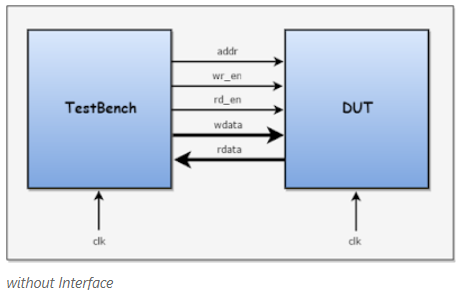 addr
wr_en
rd_en
TestBench
DUT
wdata
rdata
clk
clk
without Interface